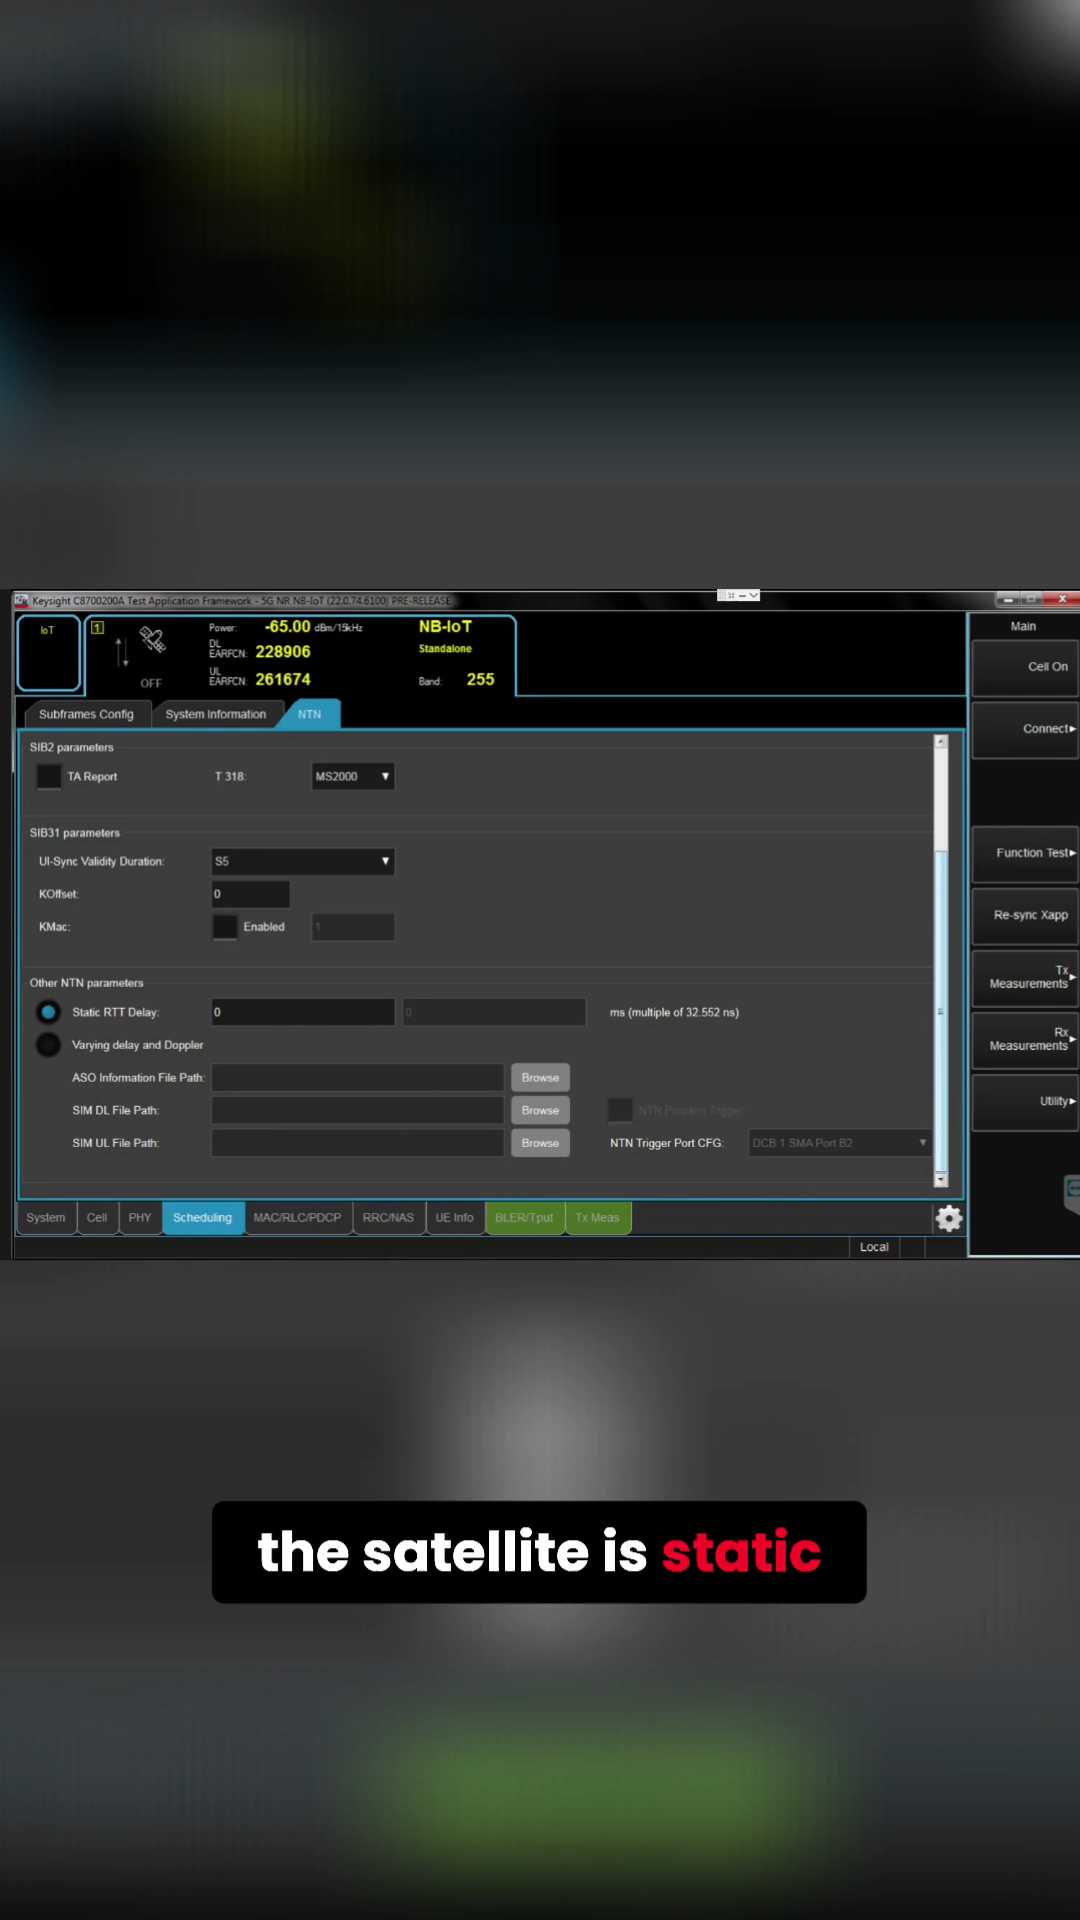 Keysight C8700200A Test Application Framework - 5G NR NB-IoT (22.0.74.6100) PRE-RELEASE
IoT
1
OFF
Power: -65.00 dBm/15kHz
DL EARFCN: 228906
UL EARFCN: 261674
NB-IoT
Standalone
Band: 255
Main
Cell On
Connect
Function Test
Re-sync Xapp
Tx Measurements
Rx Measurements
Utility
Subframes Config System Information NTN
SIB2 parameters
TA Report T 318: MS2000
SIB31 parameters
Ul-Sync Validity Duration: S5
KOffset: 0
KMac: Enabled 1
Other NTN parameters
Static RTT Delay: 0 0 ms (multiple of 32.552 ns)
Varying delay and Doppler
ASO Information File Path: Browse
SIM DL File Path: Browse NTN Propsim Trigger
SIM UL File Path: Browse NTN Trigger Port CFG: DCB 1 SMA Port B2
System Cell PHY Scheduling MAC/RLC/PDCP RRC/NAS UE Info BLER/Tput Tx Meas
Local
the satellite is static